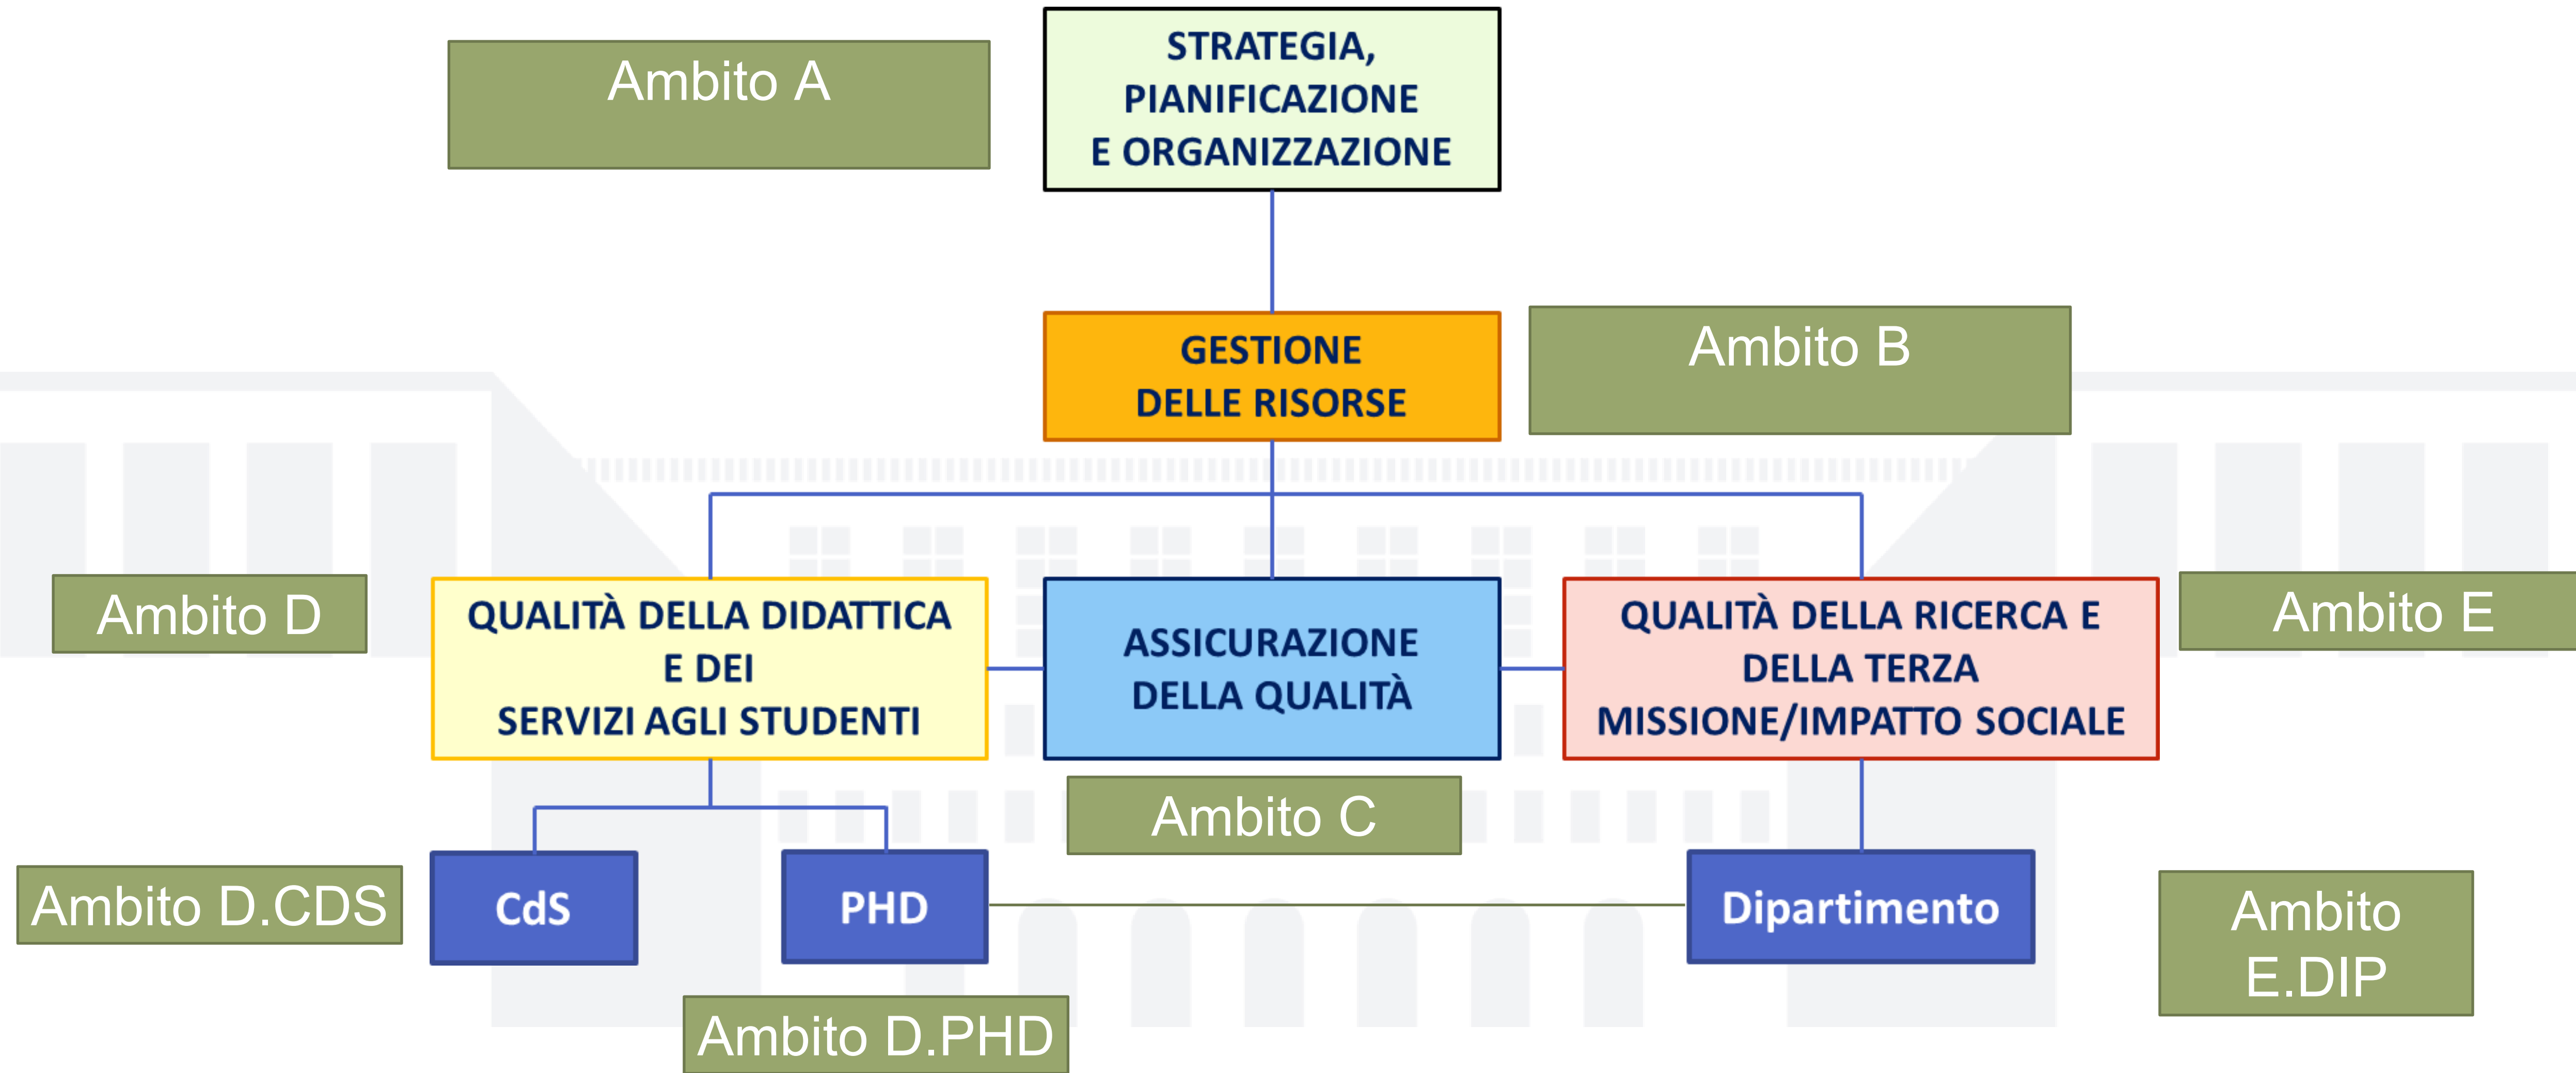 Ambito A
STRATEGIA,
PIANIFICAZIONE
E ORGANIZZAZIONE
GESTIONE
DELLE RISORSE
Ambito B
Ambito D
QUALITÀ DELLA DIDATTICA
E DEI
SERVIZI AGLI STUDENTI
ASSICURAZIONE
DELLA QUALITÀ
QUALITÀ DELLA RICERCA E
DELLA TERZA
MISSIONE/IMPATTO SOCIALE
Ambito E
Ambito C
Ambito D.CDS
CdS
PHD
Dipartimento
Ambito
E.DIP
Ambito D.PHD